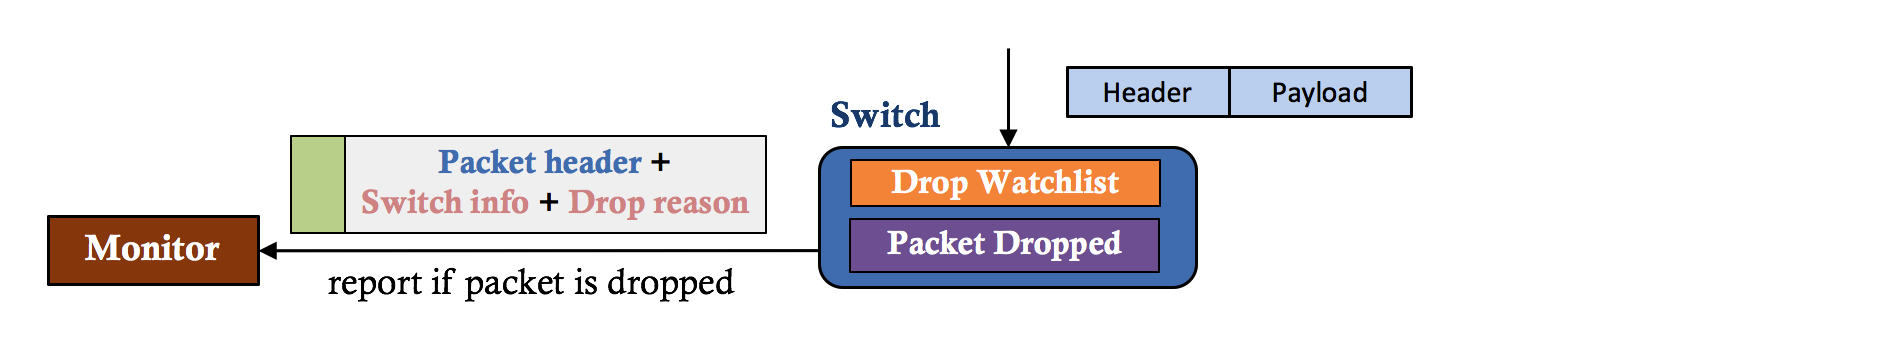 Header
Payload
Switch
Packet header +
Switch info + Drop reason
Drop Watchlist
Packet Dropped
Monitor
report if packet is dropped